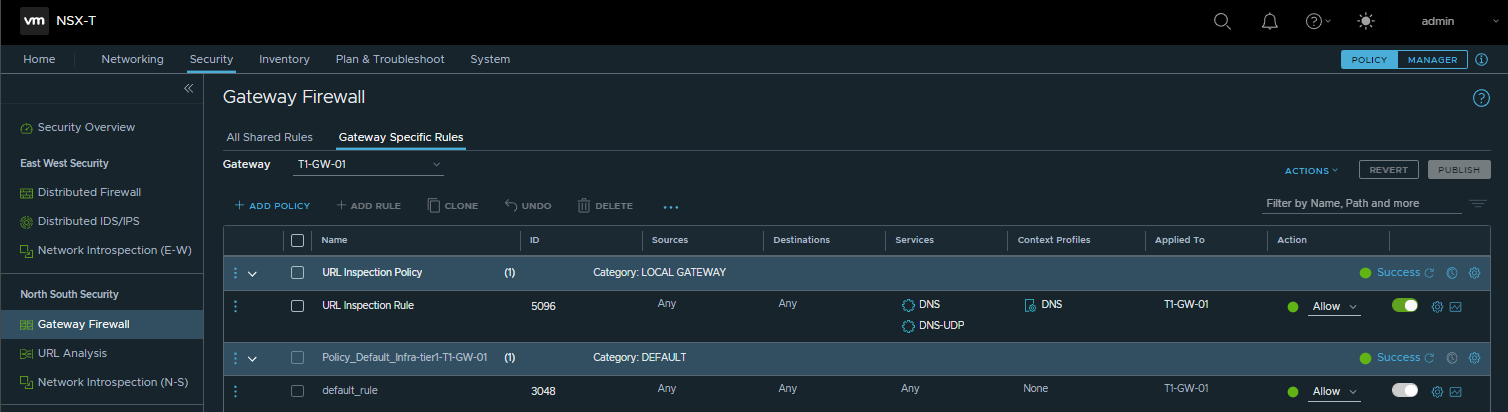 vm NSX-T admin
Home Networking Security Inventory Plan & Troubleshoot System POLICY MANAGER
Gateway Firewall
Security Overview
All Shared Rules Gateway Specific Rules
East West Security
Gateway T1-GW-01
ACTIONS REVERT PUBLISH
Distributed Firewall
ADD POLICY ADD RULE CLONE UNDO DELETE
Filter by Name, Path and more
Distributed IDS/IPS
Name ID Sources Destinations Services Context Profiles Applied To Action
Network Introspection (E-W)
URL Inspection Policy (1) Category: LOCAL GATEWAY Success
North South Security
URL Inspection Rule 5096 Any Any DNS DNS T1-GW-01 Allow
Gateway Firewall
DNS-UDP
URL Analysis
Policy_Default_Infra-tier1-T1-GW-01 (1) Category: DEFAULT Success
Network Introspection (N-S)
default_rule 3048 Any Any Any None T1-GW-01 Allow